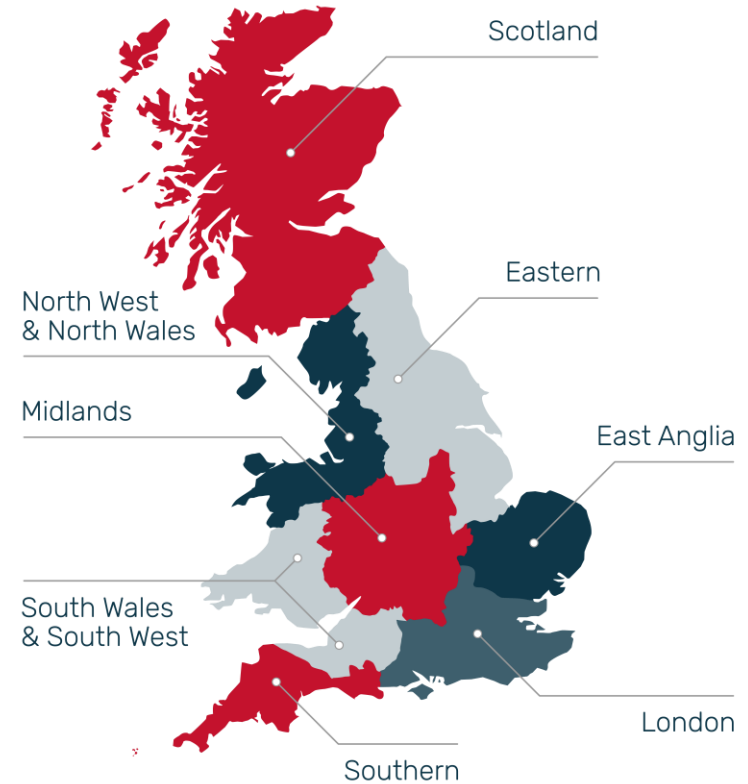 Scotland
Eastern
North West
& North Wales
Midlands
East Anglia
South Wales
& South West
London
Southern